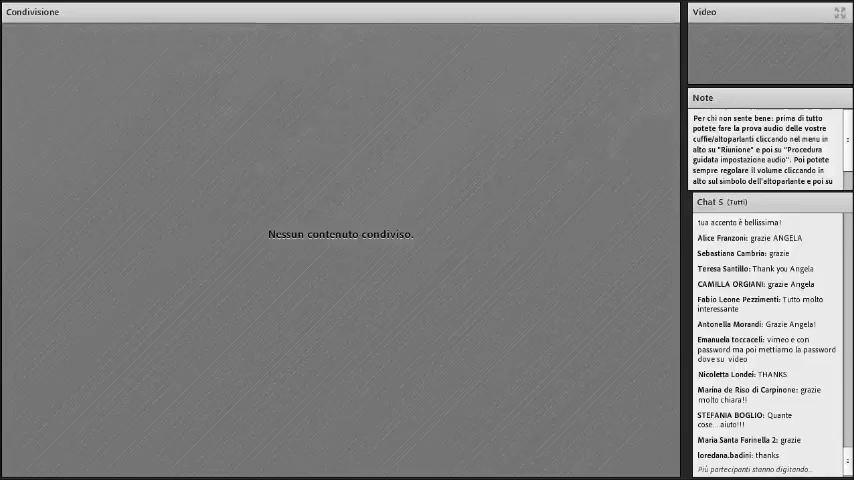 Condivisione
Nessun contenuto condiviso.
Video
Note
Per chi non sente bene: prima di tutto
potete fare la prova audio delle vostre
cuffie/altoparlanti cliccando nel menu in
alto su "Riunione" e poi su "Procedura
guidata impostazione audio". Poi potete
sempre regolare il volume cliccando in
alto sul simbolo dell'altoparlante e poi su
Chat 5 (Tutti)
tua accento è bellissima!
Alice Franzoni: grazie ANGELA
Sebastiana Cambria: grazie
Teresa Santillo: Thank you Angela
CAMILLA ORGIANI: grazie Angela
Fabio Leone Pezzimenti: Tutto molto
interessante
Antonella Morandi: Grazie Angela!
Emanuela toccaceli: vimeo e con
password ma poi mettiamo la password
dove su video
Nicoletta Londei: THANKS
Marina de Riso di Carpinone: grazie
molto chiara!!
STEFANIA BOGLIO: Quante
cose....aiuto!!!
Maria Santa Farinella 2: grazie
loredana.badini: thanks
Più partecipanti stanno digitando...